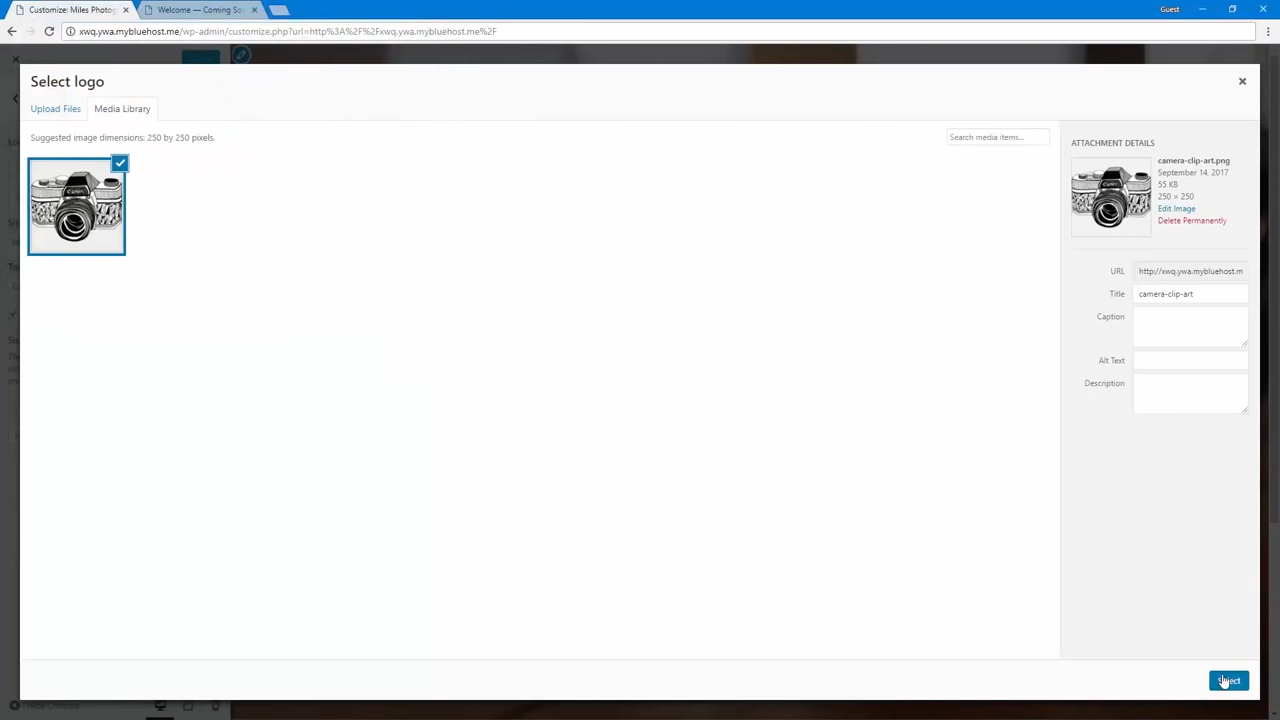 Customize: Miles Photog
Welcome — Coming Soo
Guest
xwq.ywa.mybluehost.me/wp-admin/customize.php?url=http%3A%2F%2Fxwq.ywa.mybluehost.me%2F
Select logo
Upload Files
Media Library
Suggested image dimensions: 250 by 250 pixels.
Search media items...
Canon
ATTACHMENT DETAILS
camera-clip-art.png
September 14, 2017
55 KB
250 × 250
Edit Image
Delete Permanently
URL
http://xwq.ywa.mybluehost.m
Title
camera-clip-art
Caption
Alt Text
Description
Select